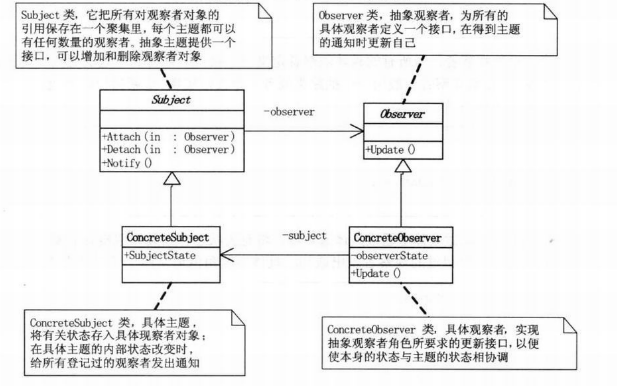 Subject 类，它把所有对观察者对象的
引用保存在一个聚集里，每个主题都可以
有任何数量的观察者。抽象主题提供一个
接口，可以增加和删除观察者对象
Observer 类，抽象观察者，为所有的
具体观察者定义一个接口，在得到主题
的通知时更新自己
Subject
+Attach(in : Observer)
+Detach(in : Observer)
+Notify()
-observer
Observer
+Update()
ConcreteSubject
+SubjectState
-subject
ConcreteObserver
-observerState
+Update()
ConcreteSubject 类，具体主题，
将有关状态存入具体现察者对象；
在具体主题的内部状态改变时，
给所有登记过的观察者发出通知
ConcreteObserver 类，具体观察者，实现
抽象观察者角色所要求的更新接口，以便
使本身的状态与主题的状态相协调